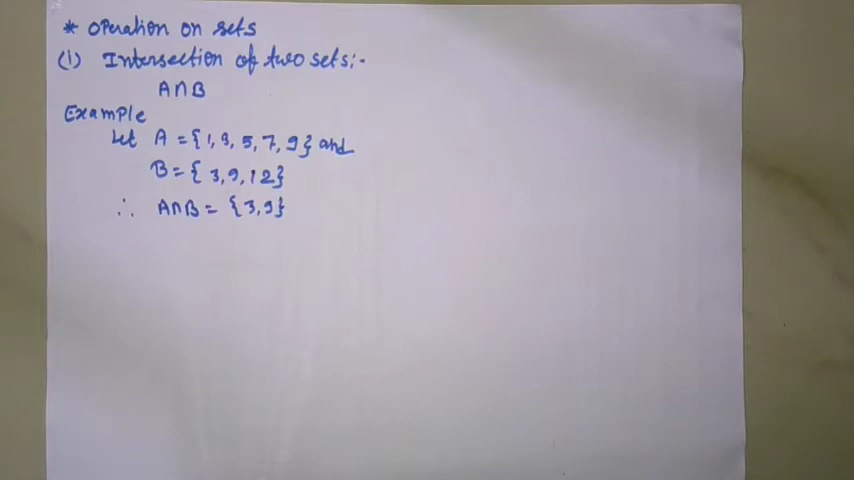 * Operation on sets
(i) Intersection of two sets:-
A∩B
Example
Let A = {1, 3, 5, 7, 9} and
B = { 3, 9, 12}
∴ A∩B = {3, 9}